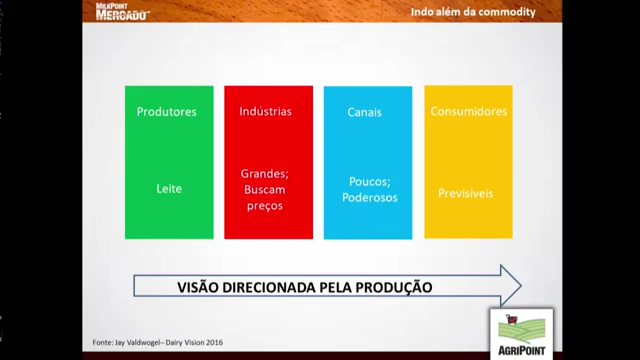 MilkPoint
MERCADO
Indo além da commodity
Produtores
Leite
Indústrias
Grandes;
Buscam
preços
Canais
Poucos;
Poderosos
Consumidores
Previsíveis
VISÃO DIRECIONADA PELA PRODUÇÃO
Fonte: Jay Valdwogel– Dairy Vision 2016
AGRIPOINT